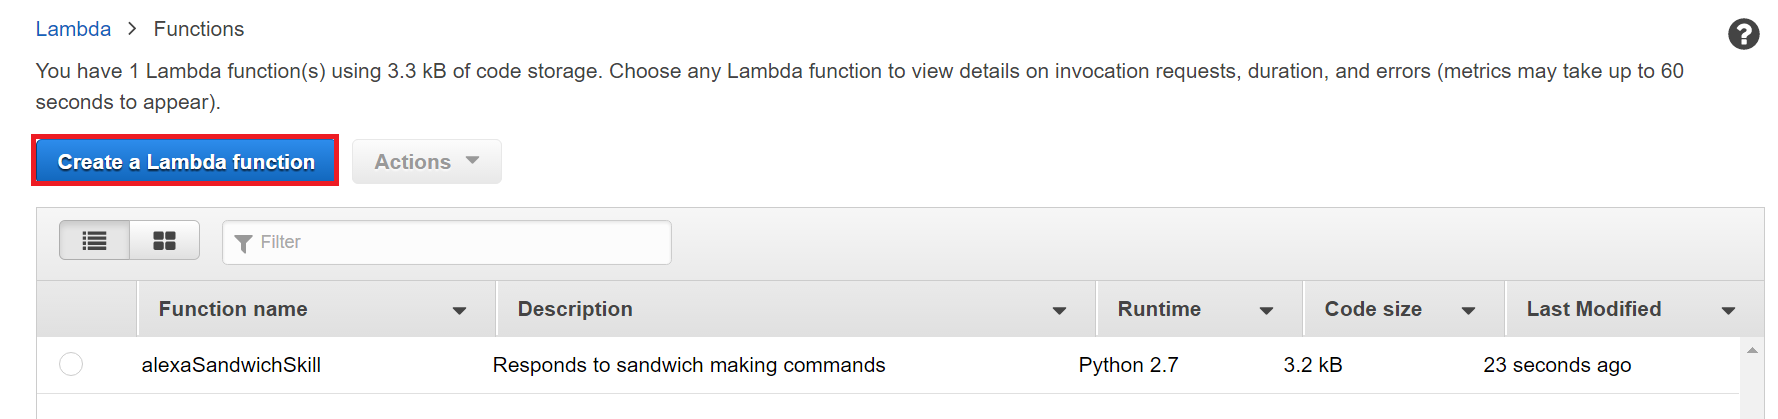 Lambda > Functions
You have 1 Lambda function(s) using 3.3 kB of code storage. Choose any Lambda function to view details on invocation requests, duration, and errors (metrics may take up to 60
seconds to appear).
Create a Lambda function Actions
Filter
Function name Description Runtime Code size Last Modified
alexaSandwichSkill Responds to sandwich making commands Python 2.7 3.2 kB 23 seconds ago